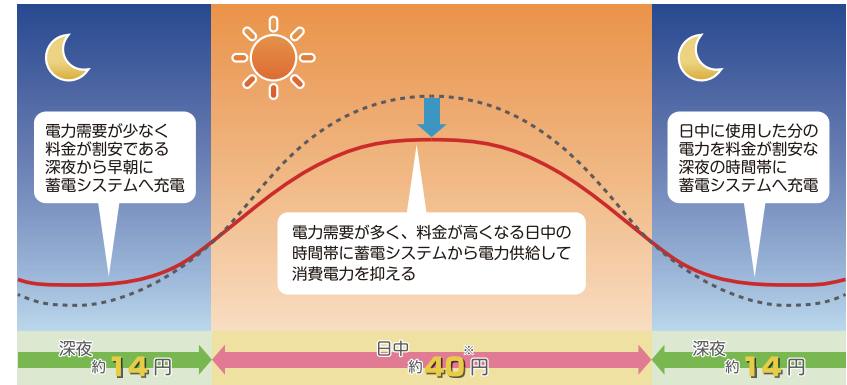 電力需要が少なく
料金が割安である
深夜から早朝に
蓄電システムへ充電
電力需要が多く、料金が高くなる日中の
時間帯に蓄電システムから電力供給して
消費電力を抑える
日中に使用した分の
電力を料金が割安な
深夜の時間帯に
蓄電システムへ充電
深夜
約14円
日中
約40※円
深夜
約14円